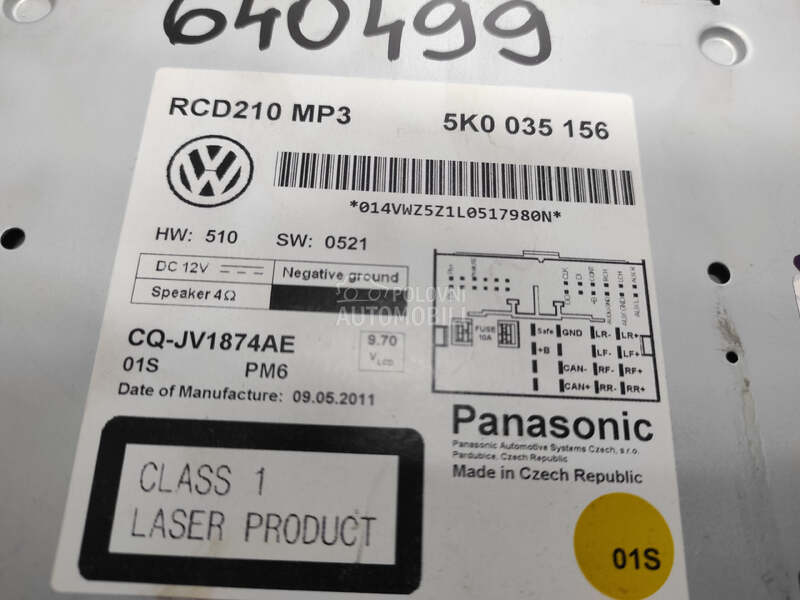 640499
RCD210 MP3 5K0 035 156
*014VWZ5Z1L0517980N*
HW: 510 SW: 0521
DC 12V Negative ground
Speaker 4Ω
POLOVNI
AUTOMOBILI
CQ-JV1874AE 9.70
VLCD
01S PM6
Date of Manufacture: 09.05.2011
FUSE
10A
Safe GND LR- LR+
+B LF- LF+
CAN- RF- RF+
CAN+ RR- RR+
Panasonic
Panasonic Automotive Systems Czech, s.r.o.
Pardubice, Czech Republic
Made in Czech Republic
CLASS 1
LASER PRODUCT
01S